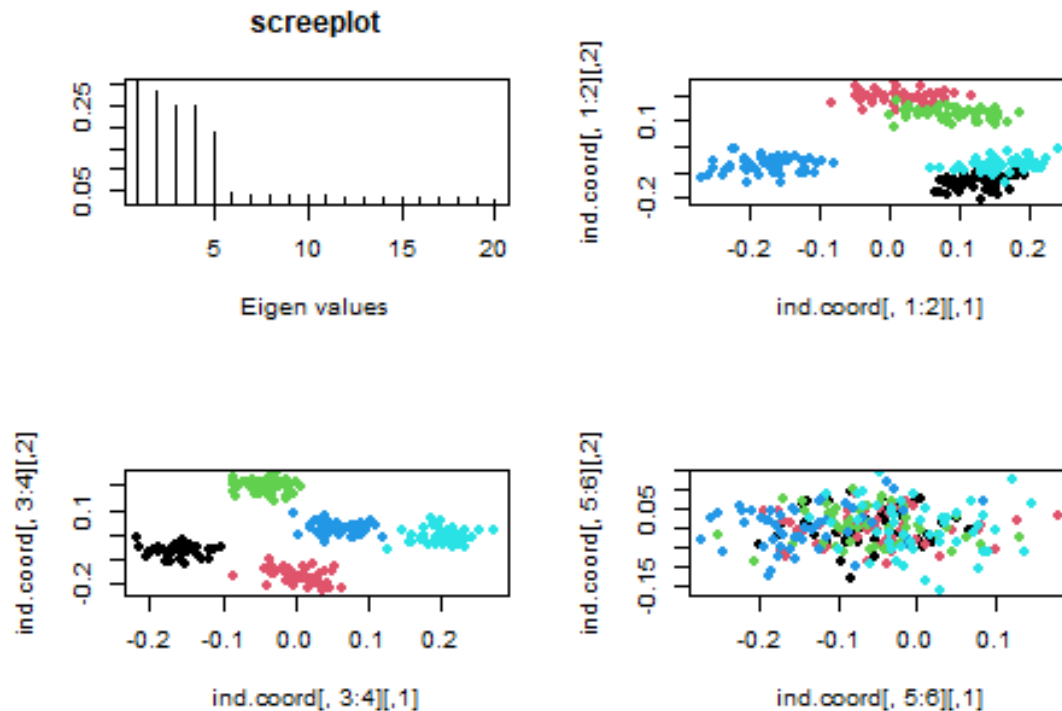 screeplot
0.05 0.25
5 10 15 20
Eigen values
ind.coord[, 1:2][,2]
-0.2 0.1
-0.2 -0.1 0.0 0.1 0.2
ind.coord[, 1:2][,1]
ind.coord[, 3:4][,2]
-0.2 0.1
-0.2 -0.1 0.0 0.1 0.2
ind.coord[, 3:4][,1]
ind.coord[, 5:6][,2]
-0.15 0.05
-0.3 -0.2 -0.1 0.0 0.1
ind.coord[, 5:6][,1]